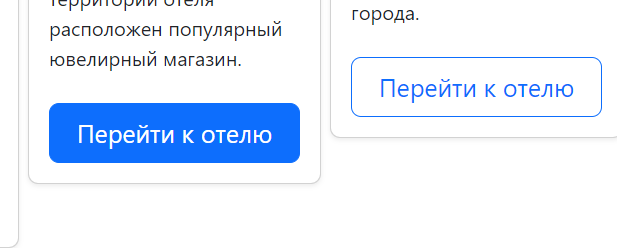 территории отеля
расположен популярный
ювелирный магазин.
Перейти к отелю
города.
Перейти к отелю